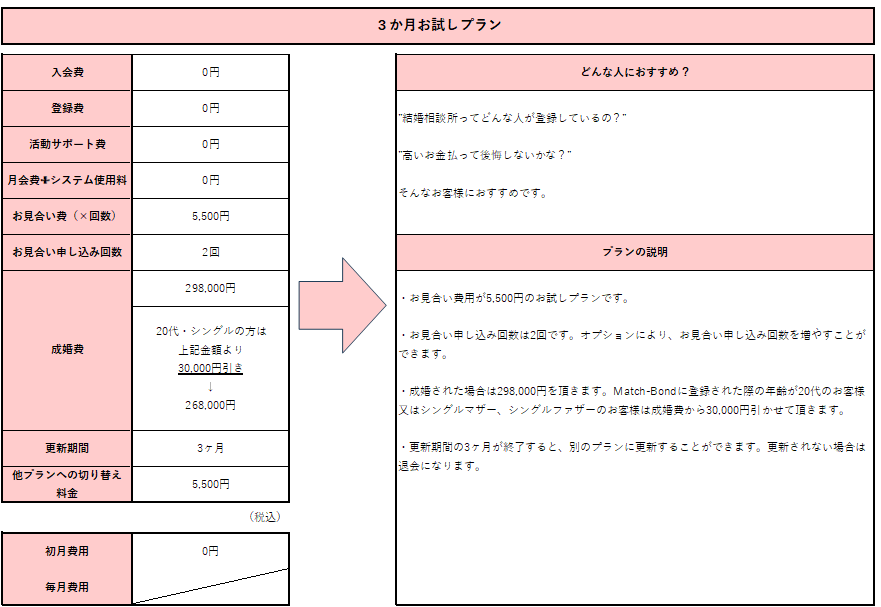 ３か月お試しプラン
入会費
0円
登録費
0円
活動サポート費
0円
月会費✚システム使用料
0円
お見合い費（×回数）
5,500円
お見合い申し込み回数
2回
成婚費
298,000円
20代・シングルの方は
上記金額より
30,000円引き
↓
268,000円
更新期間
3ヶ月
他プランへの切り替え
料金
5,500円
（税込）
初月費用
0円
毎月費用
どんな人におすすめ？
”結婚相談所ってどんな人が登録しているの？”
”高いお金払って後悔しないかな？”
そんなお客様におすすめです。
プランの説明
・お見合い費用が5,500円のお試しプランです。
・お見合い申し込み回数は2回です。オプションにより、お見合い申し込み回数を増やすことが
できます。
・成婚された場合は298,000円を頂きます。Match-Bondに登録された際の年齢が20代のお客様
又はシングルマザー、シングルファザーのお客様は成婚費から30,000円引かせて頂きます。
・更新期間の3ヶ月が終了すると、別のプランに更新することができます。更新されない場合は
退会になります。